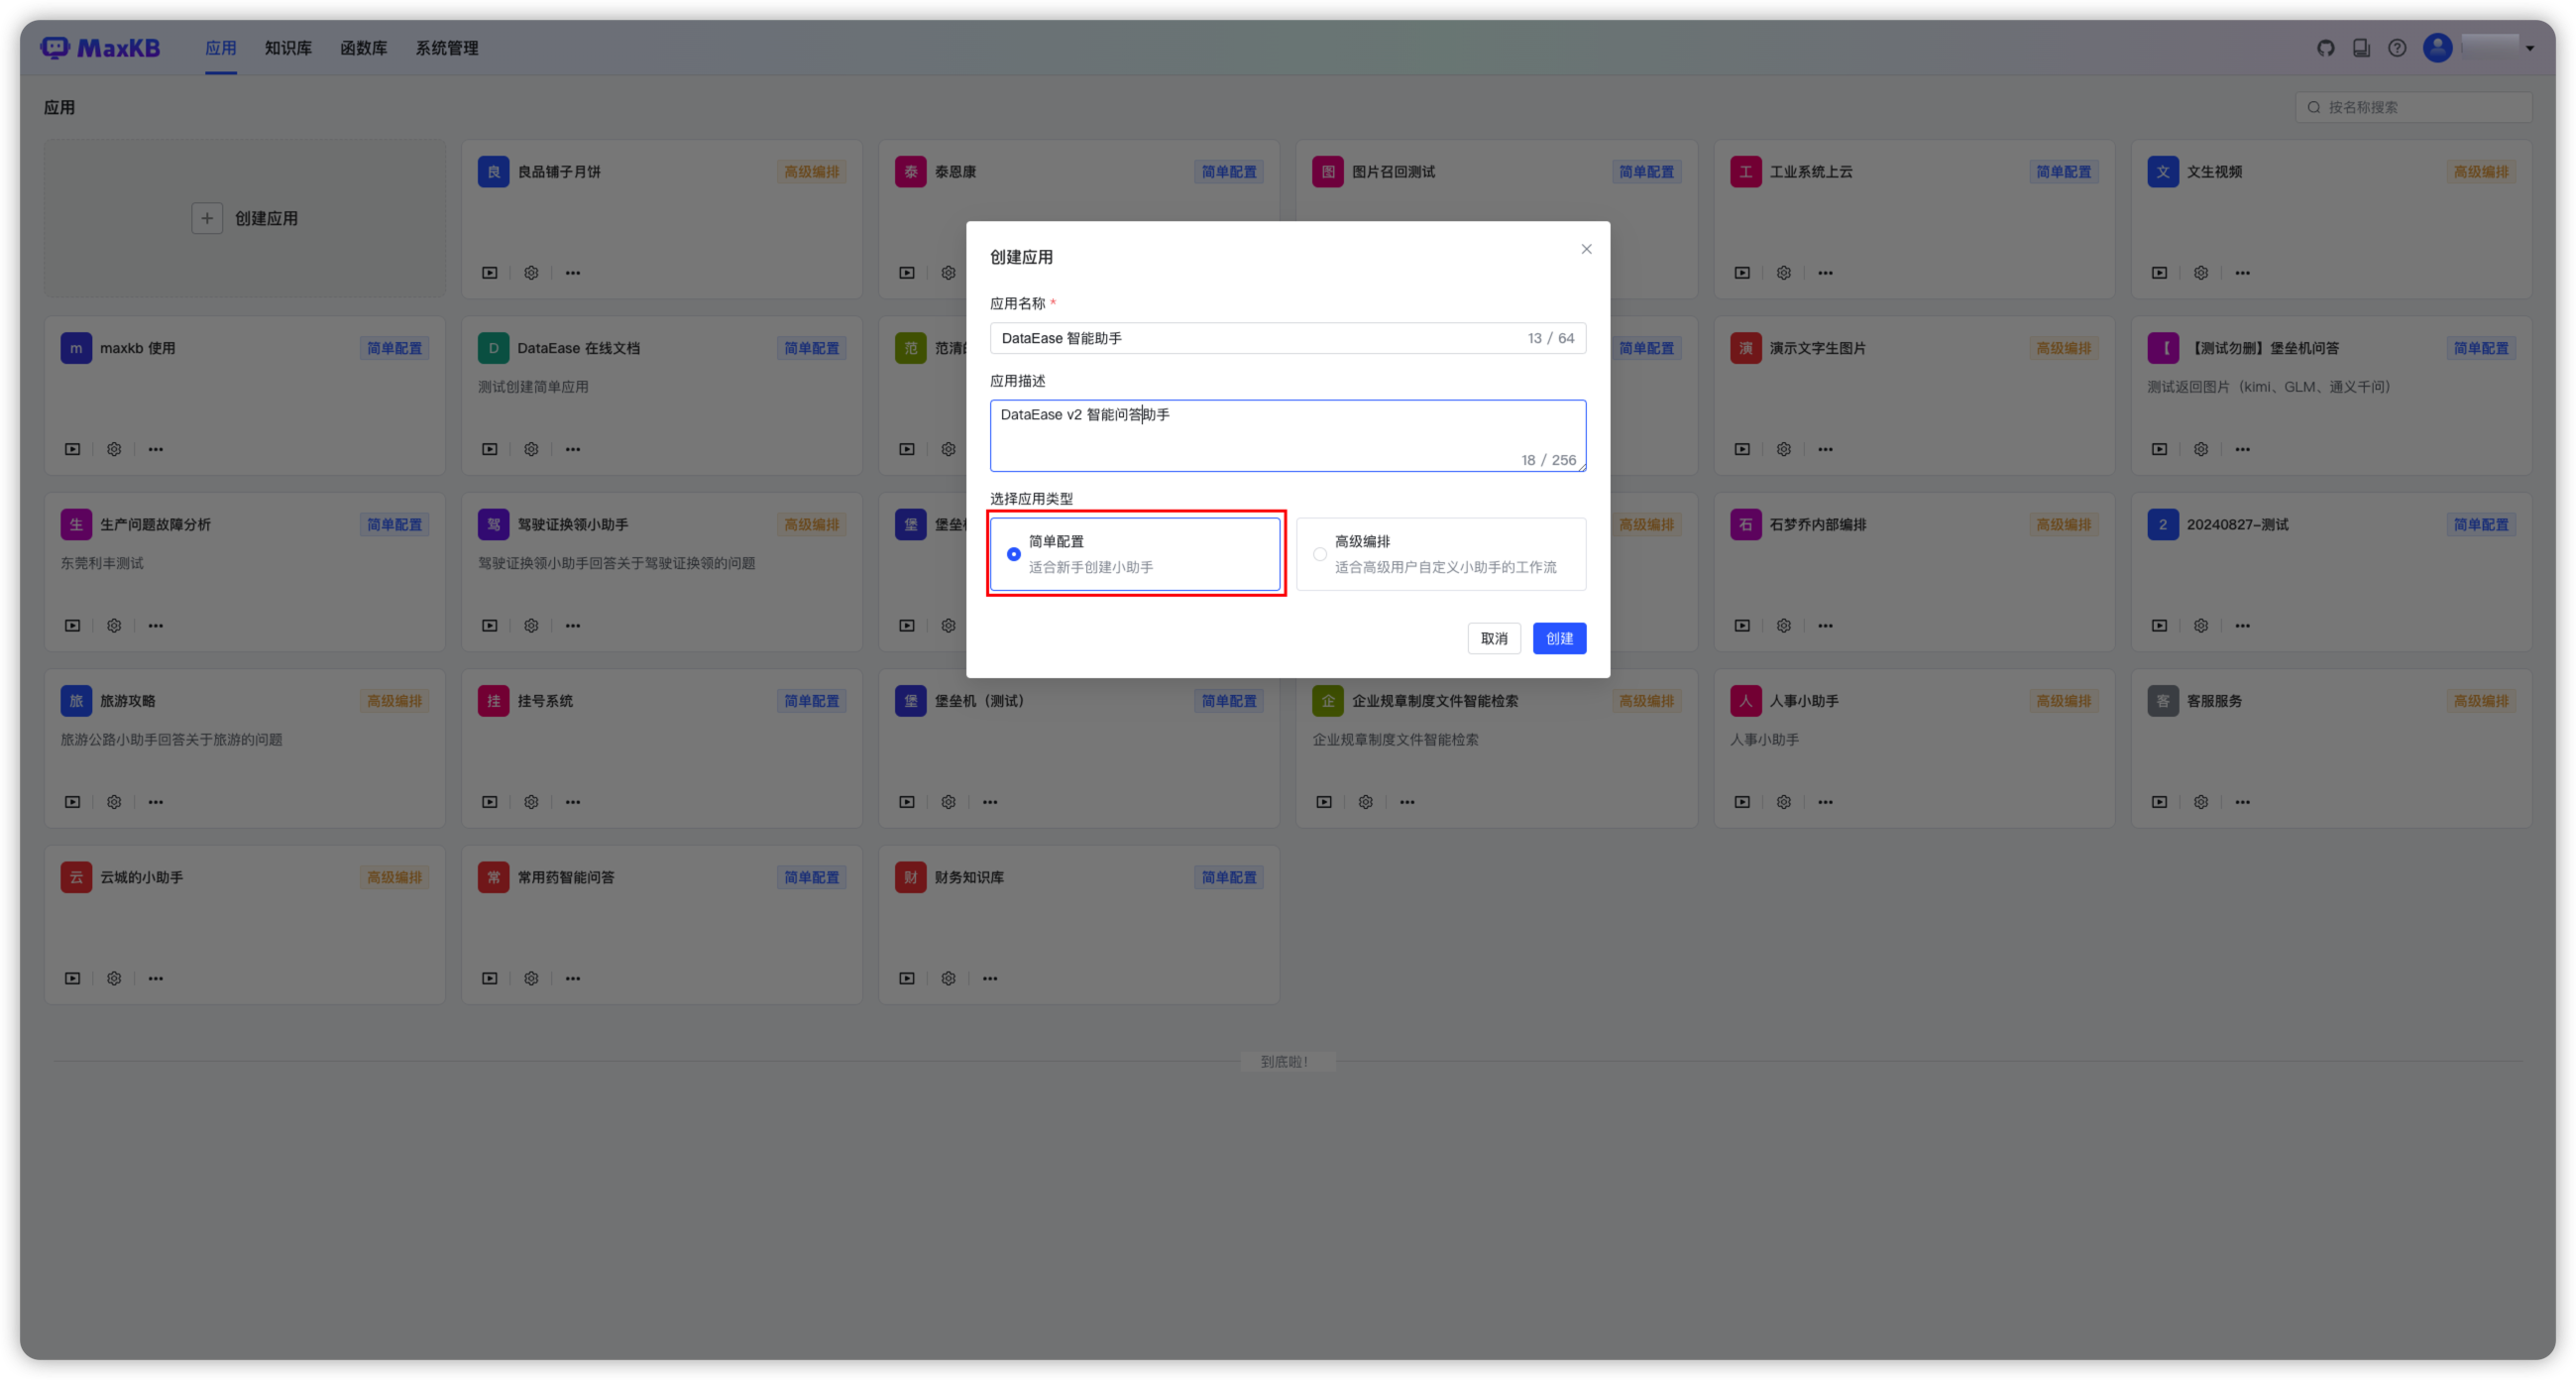 MaxKB 应用 知识库 函数库 系统管理
应用
按名称搜索
创建应用
良 良品铺子月饼 高级编排
泰 泰恩康 简单配置
图 图片召回测试 简单配置
工 工业系统上云 简单配置
文 文生视频 高级编排
m maxkb 使用 简单配置
D DataEase 在线文档 简单配置
测试创建简单应用
范 范清
简单配置
演 演示文字生图片 高级编排
【 【测试勿删】堡垒机问答 简单配置
测试返回图片（kimi、GLM、通义千问）
生 生产问题故障分析 简单配置
东莞利丰测试
驾 驾驶证换领小助手 高级编排
驾驶证换领小助手回答关于驾驶证换领的问题
堡 堡垒
高级编排
石 石梦乔内部编排 高级编排
2 20240827-测试 简单配置
旅 旅游攻略 高级编排
旅游公路小助手回答关于旅游的问题
挂 挂号系统 简单配置
堡 堡垒机（测试） 简单配置
企 企业规章制度文件智能检索 高级编排
企业规章制度文件智能检索
人 人事小助手 高级编排
人事小助手
客 客服服务 高级编排
云 云城的小助手 高级编排
常 常用药智能问答 简单配置
财 财务知识库 简单配置
到底啦！
创建应用
应用名称 *
DataEase 智能助手 13 / 64
应用描述
DataEase v2 智能问答助手
18 / 256
选择应用类型
简单配置
适合新手创建小助手
高级编排
适合高级用户自定义小助手的工作流
取消 创建